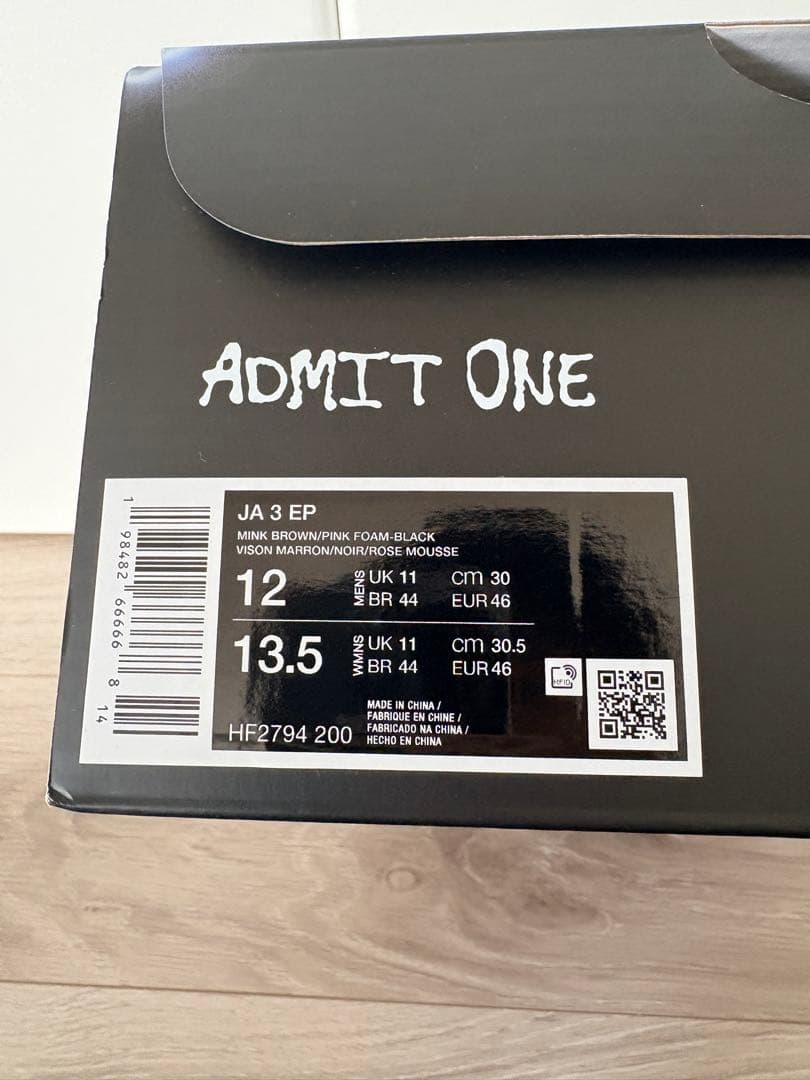 ADMIT ONE
1 98482 66666 8 14
JA 3 EP
MINK BROWN/PINK FOAM-BLACK
VISON MARRON/NOIR/ROSE MOUSSE
12 MENS UK 11 cm 30
BR 44 EUR 46
13.5 WMNS UK 11 cm 30.5
BR 44 EUR 46
HFID
HF2794 200
MADE IN CHINA /
FABRIQUE EN CHINE /
FABRICADO NA CHINA /
HECHO EN CHINA